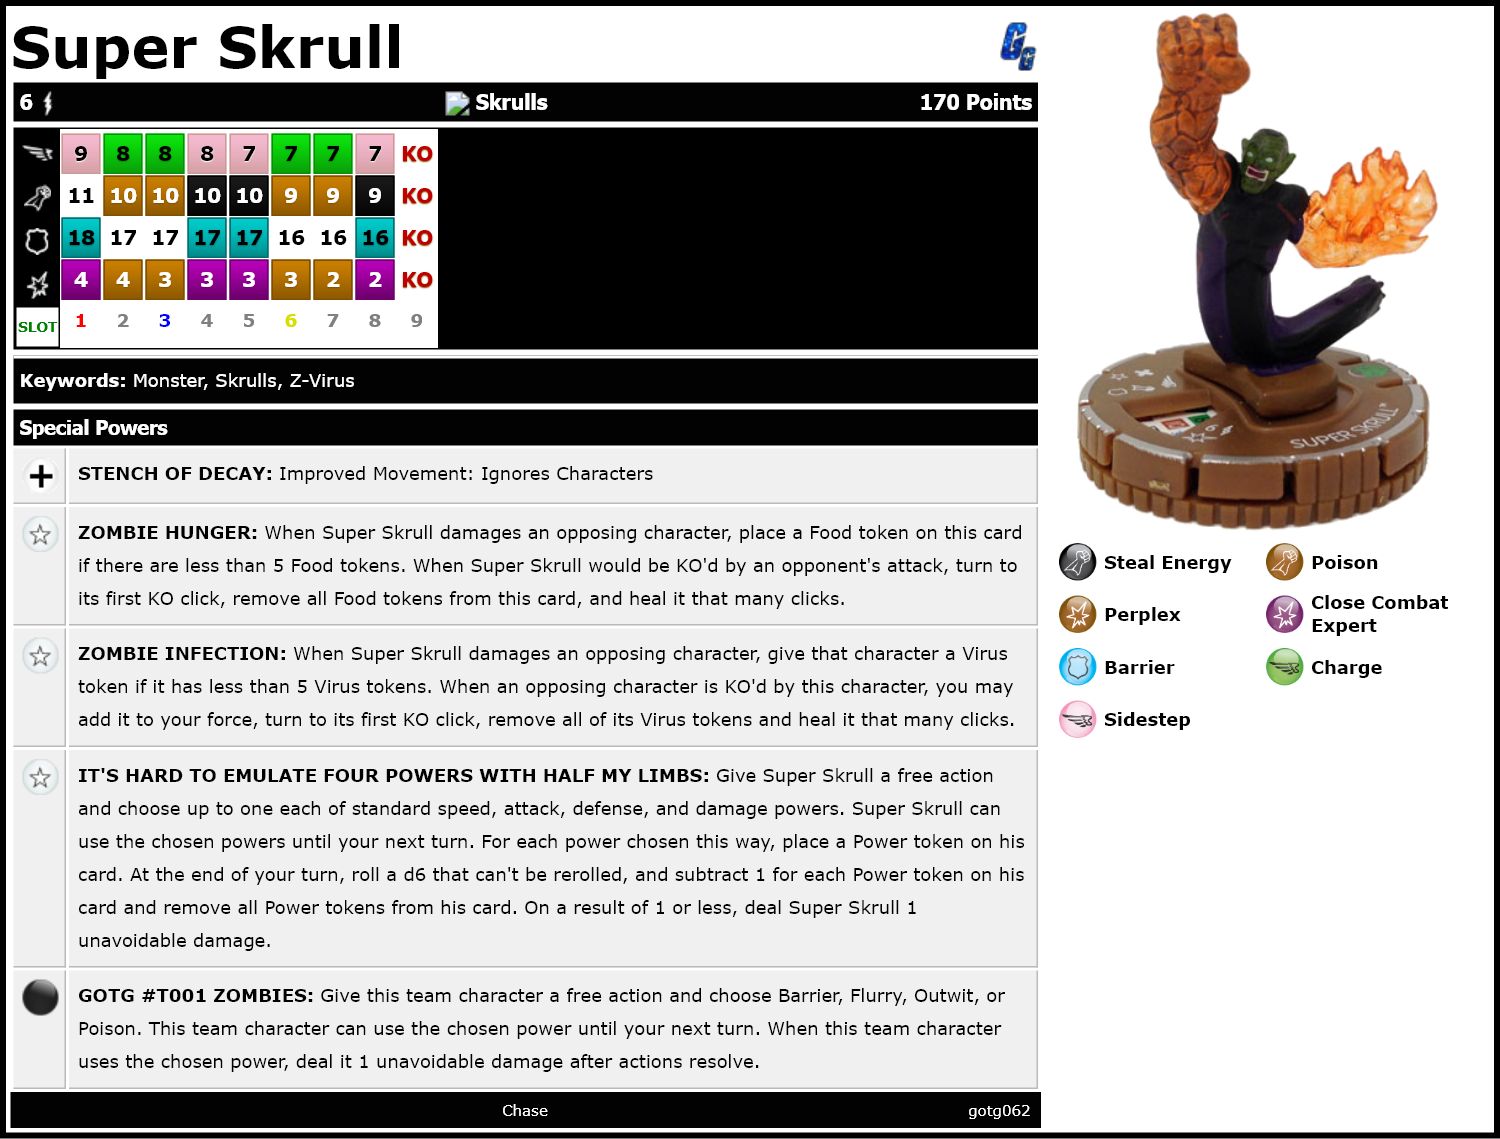 Super Skrull
GG
6 Skrulls 170 Points
9 8 8 8 7 7 7 7 KO
11 10 10 10 10 9 9 9 KO
18 17 17 17 17 16 16 16 KO
4 4 3 3 3 3 2 2 KO
SLOT 1 2 3 4 5 6 7 8 9
Keywords: Monster, Skrulls, Z-Virus
Special Powers
STENCH OF DECAY: Improved Movement: Ignores Characters
ZOMBIE HUNGER: When Super Skrull damages an opposing character, place a Food token on this card
if there are less than 5 Food tokens. When Super Skrull would be KO'd by an opponent's attack, turn to
its first KO click, remove all Food tokens from this card, and heal it that many clicks.
ZOMBIE INFECTION: When Super Skrull damages an opposing character, give that character a Virus
token if it has less than 5 Virus tokens. When an opposing character is KO'd by this character, you may
add it to your force, turn to its first KO click, remove all of its Virus tokens and heal it that many clicks.
IT'S HARD TO EMULATE FOUR POWERS WITH HALF MY LIMBS: Give Super Skrull a free action
and choose up to one each of standard speed, attack, defense, and damage powers. Super Skrull can
use the chosen powers until your next turn. For each power chosen this way, place a Power token on his
card. At the end of your turn, roll a d6 that can't be rerolled, and subtract 1 for each Power token on his
card and remove all Power tokens from his card. On a result of 1 or less, deal Super Skrull 1
unavoidable damage.
GOTG #T001 ZOMBIES: Give this team character a free action and choose Barrier, Flurry, Outwit, or
Poison. This team character can use the chosen power until your next turn. When this team character
uses the chosen power, deal it 1 unavoidable damage after actions resolve.
Chase gotg062
SUPER SKRULL™
Steal Energy Poison
Perplex Close Combat
Expert
Barrier Charge
Sidestep